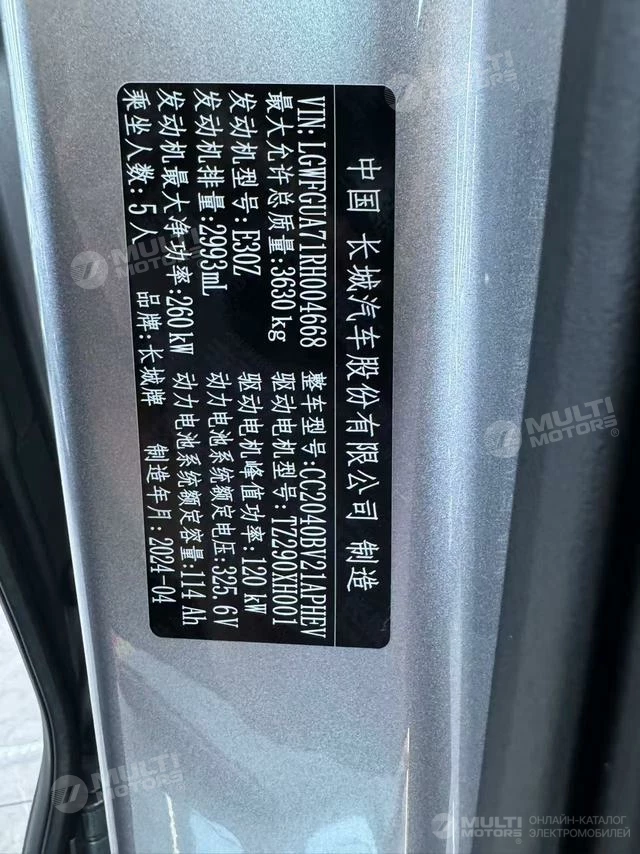 中国 长城汽车股份有限公司 制造
VIN: LGWFGUA71RH004668 整车型号: CC2040BV21APHEV
最大允许总质量: 3630kg 驱动电机型号: TZ290XH001
发动机型号: E30Z 驱动电机峰值功率: 120 kW
发动机排量: 2993mL 动力电池系统额定电压: 325.6V
发动机最大净功率: 260kW 动力电池系统额定容量: 114 Ah
乘坐人数: 5人 品牌: 长城牌 制造年月: 2024-04
MULTI MOTORS
MULTI MOTORS
MULTI MOTORS®
MULTI MOTORS
MULTI MOTORS
ОНЛАЙН-КАТАЛОГ
ЭЛЕКТРОМОБИЛЕЙ